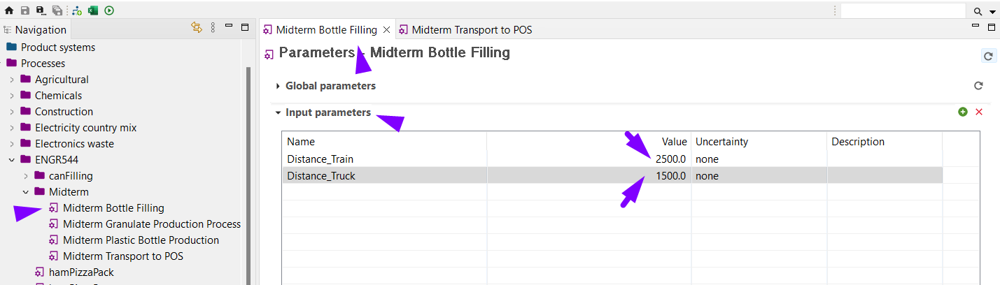 Navigation
Product systems
Processes
Agricultural
Chemicals
Construction
Electricity country mix
Electronics waste
ENGR544
canFilling
Midterm
Midterm Bottle Filling
Midterm Granulate Production Process
Midterm Plastic Bottle Production
Midterm Transport to POS
hamPizzaPack
Midterm Bottle Filling
Midterm Transport to POS
Parameters - Midterm Bottle Filling
Global parameters
Input parameters
Name Value Uncertainty Description
Distance_Train 2500.0 none
Distance_Truck 1500.0 none